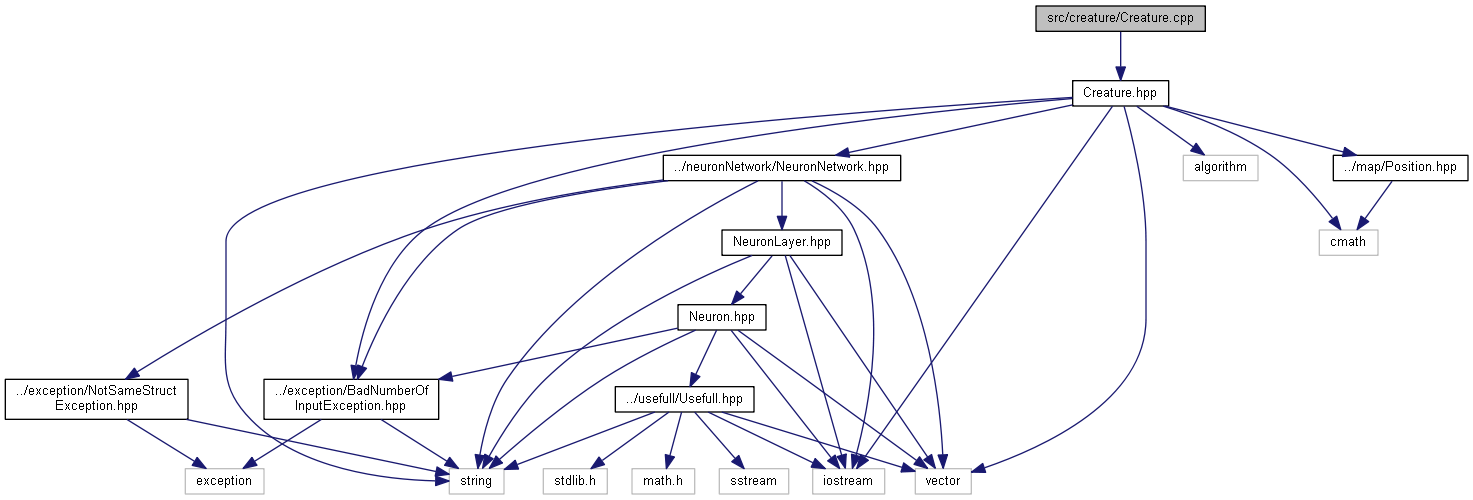 src/creature/Creature.cpp
Creature.hpp
../neuronNetwork/NeuronNetwork.hpp
algorithm
../map/Position.hpp
NeuronLayer.hpp
cmath
Neuron.hpp
../exception/NotSameStruct
Exception.hpp
../exception/BadNumberOf
InputException.hpp
../usefull/Usefull.hpp
exception
string
stdlib.h
math.h
sstream
iostream
vector